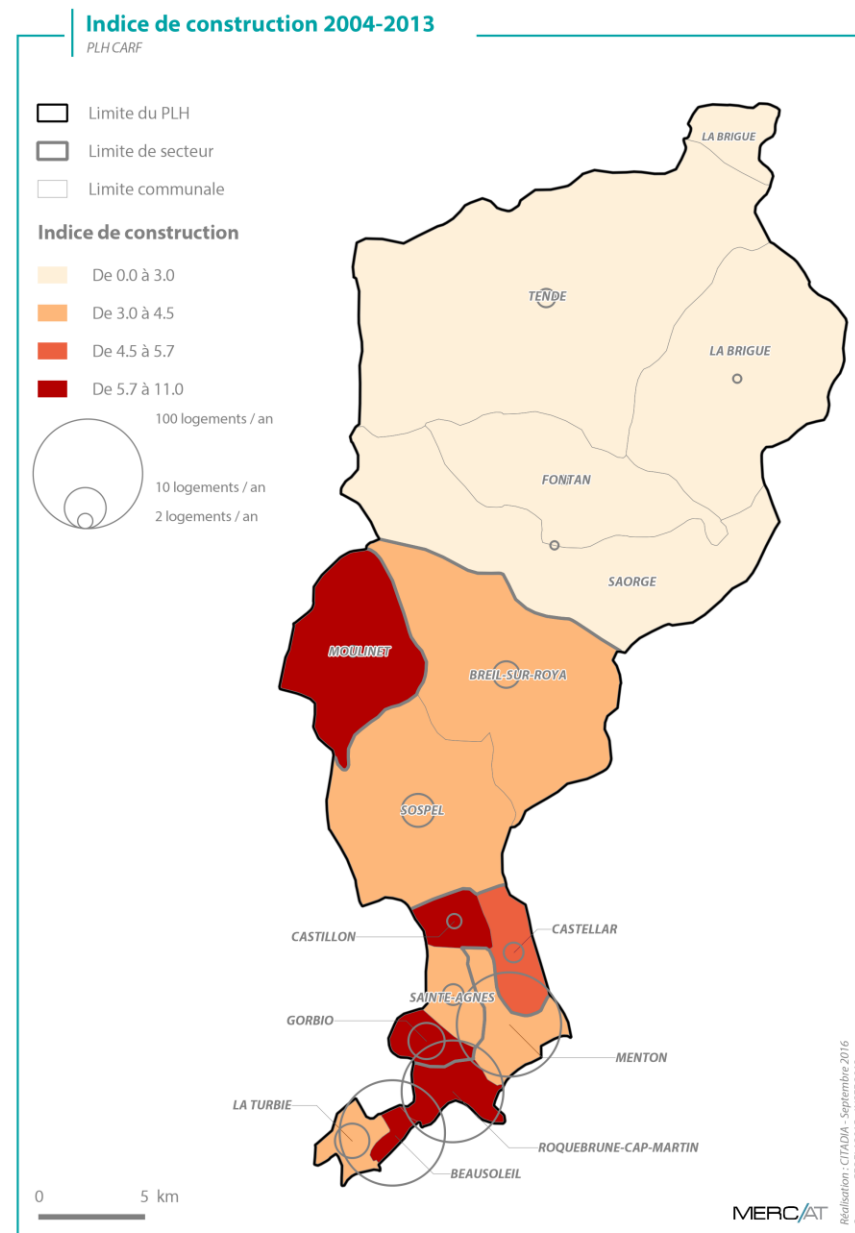 Indice de construction 2004-2013
PLH CARF
Limite du PLH
Limite de secteur
Limite communale
Indice de construction
De 0.0 à 3.0
De 3.0 à 4.5
De 4.5 à 5.7
De 5.7 à 11.0
100 logements / an
10 logements / an
2 logements / an
LA BRIGUE
TENDE
LA BRIGUE
FONTAN
SAORGE
MOULINET
BREIL-SUR-ROYA
SOSPEL
CASTILLON
CASTELLAR
SAINTE-AGNES
GORBIO
MENTON
LA TURBIE
ROQUEBRUNE-CAP-MARTIN
BEAUSOLEIL
0 5 km
MERC/AT
Réalisation : CITADIA - Septembre 2016